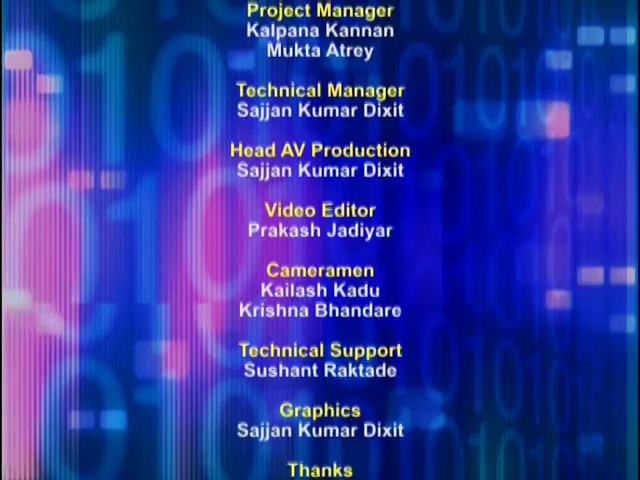 Project Manager
Kalpana Kannan
Mukta Atrey
Technical Manager
Sajjan Kumar Dixit
Head AV Production
Sajjan Kumar Dixit
Video Editor
Prakash Jadiyar
Cameramen
Kailash Kadu
Krishna Bhandare
Technical Support
Sushant Raktade
Graphics
Sajjan Kumar Dixit
Thanks